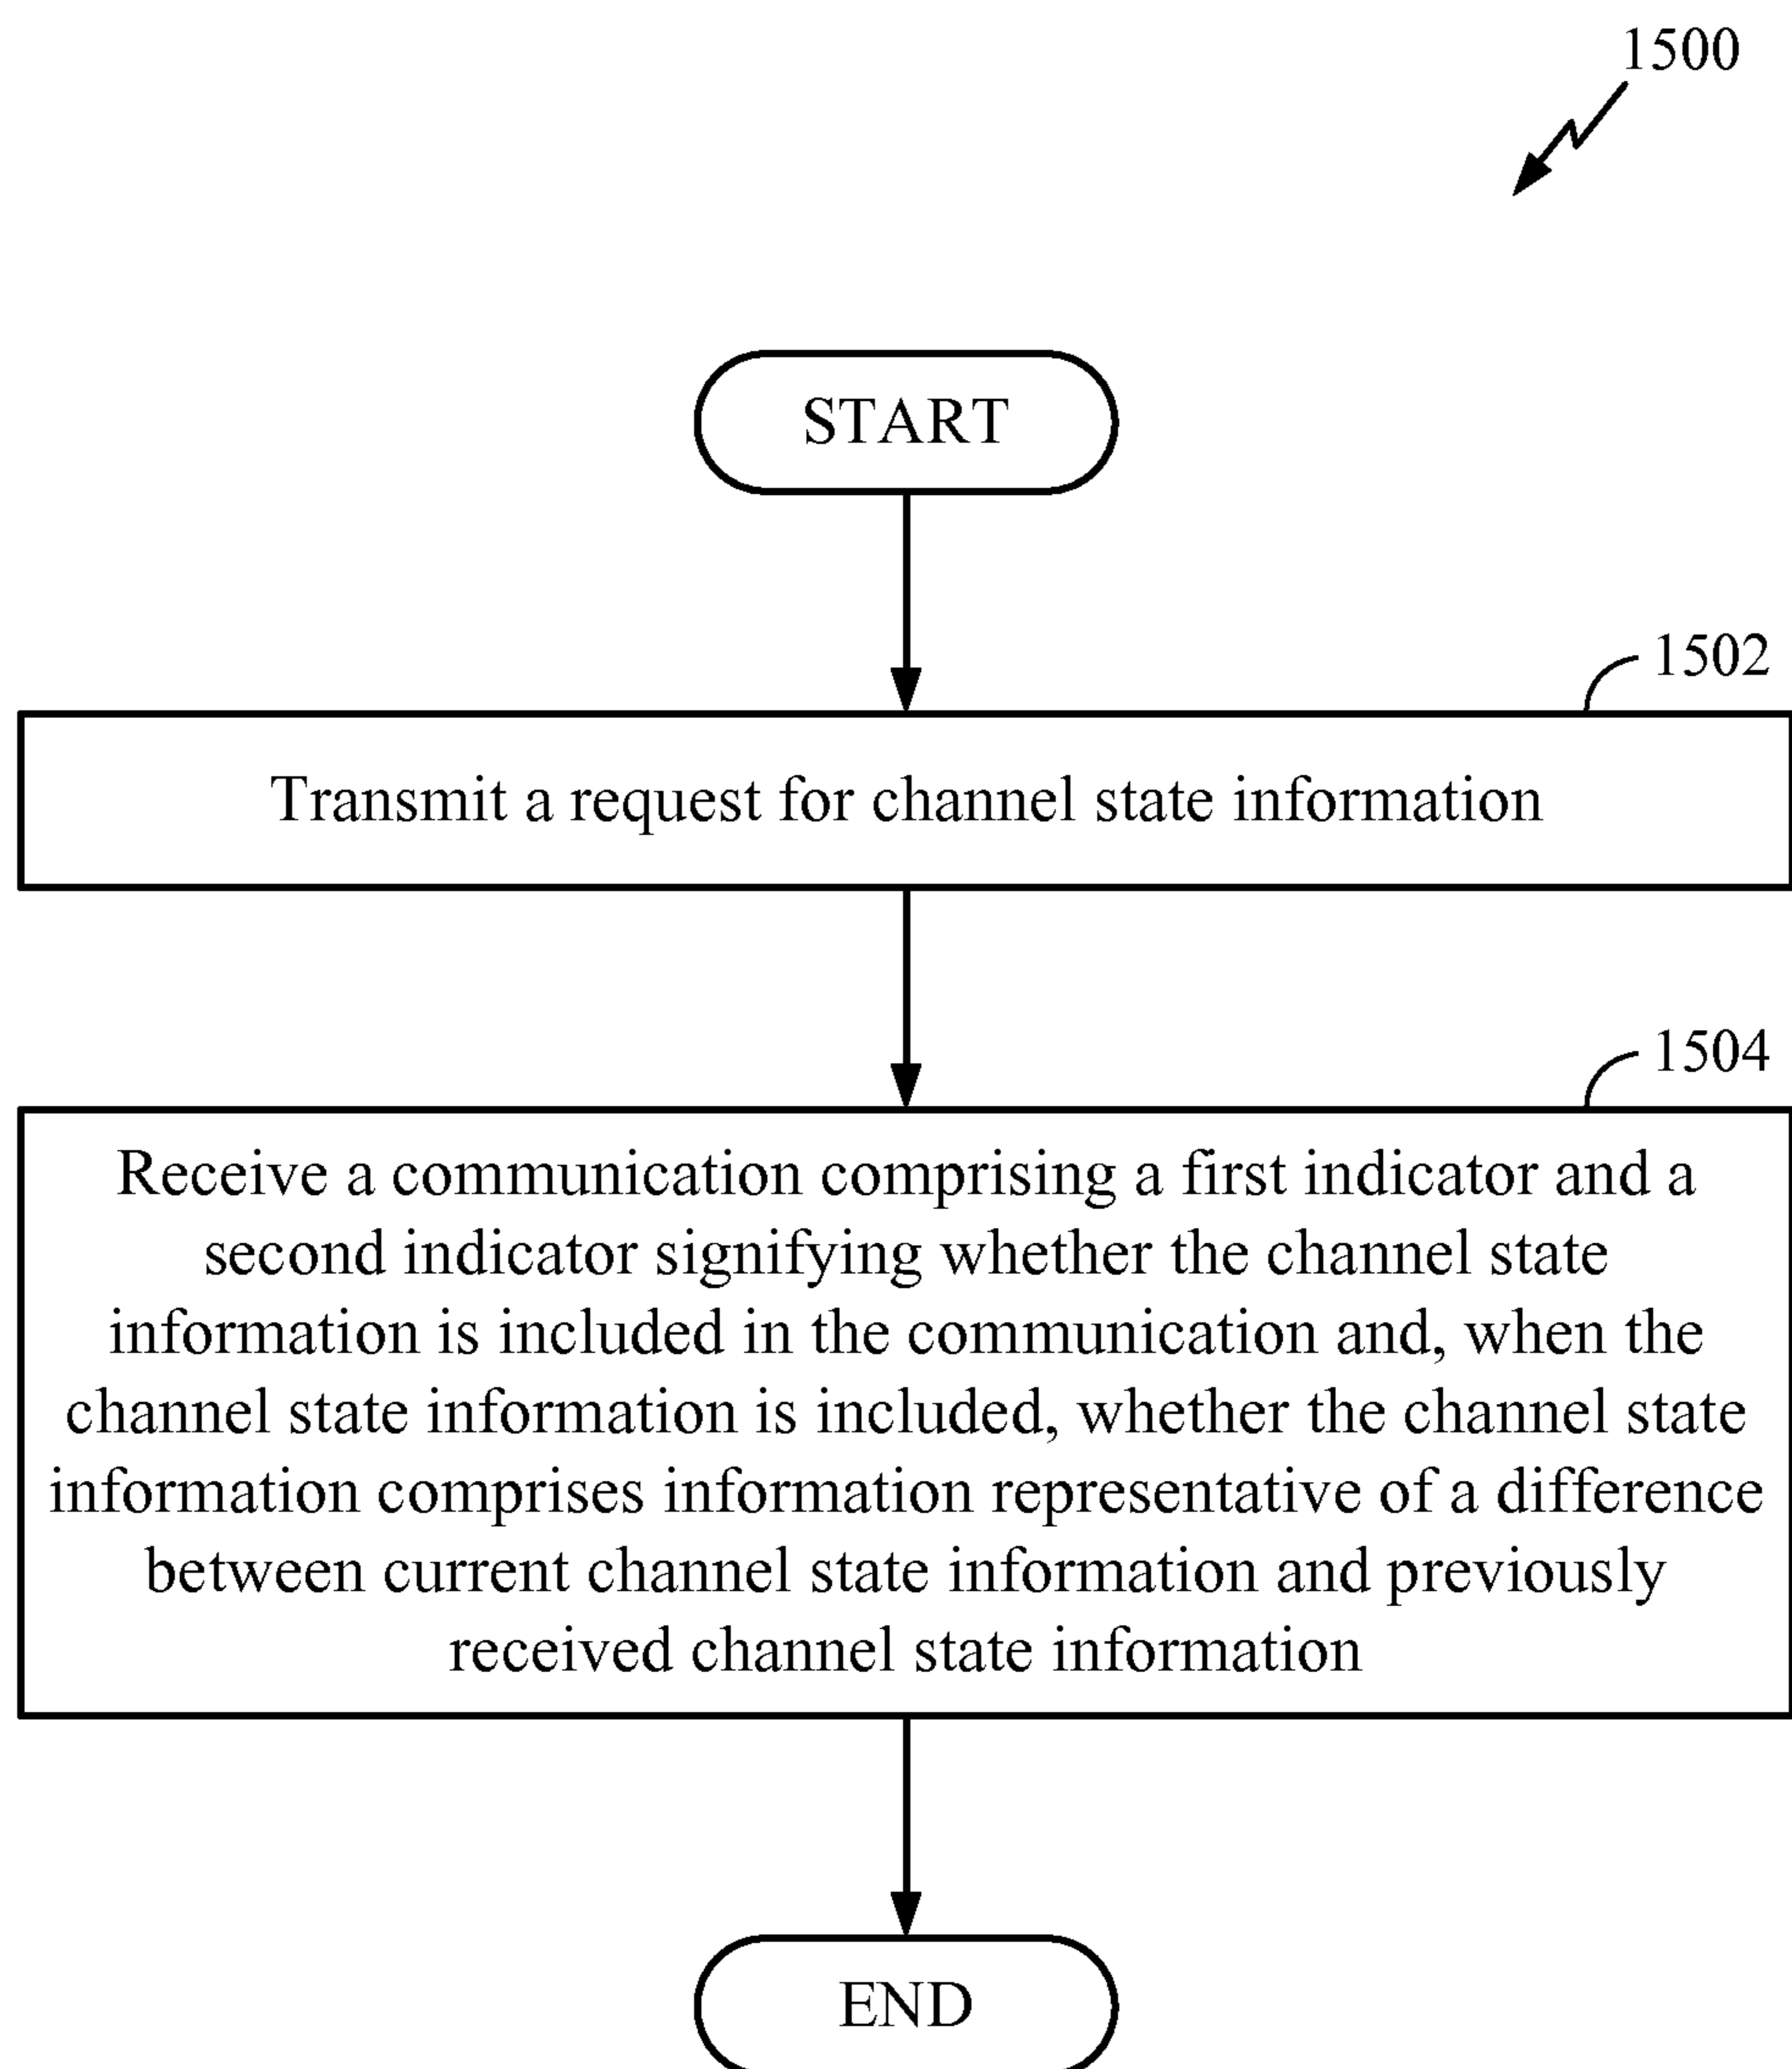 1500
START
1502
Transmit a request for channel state information
1504
Receive a communication comprising a first indicator and a
second indicator signifying whether the channel state
information is included in the communication and, when the
channel state information is included, whether the channel state
information comprises information representative of a difference
between current channel state information and previously
received channel state information
END